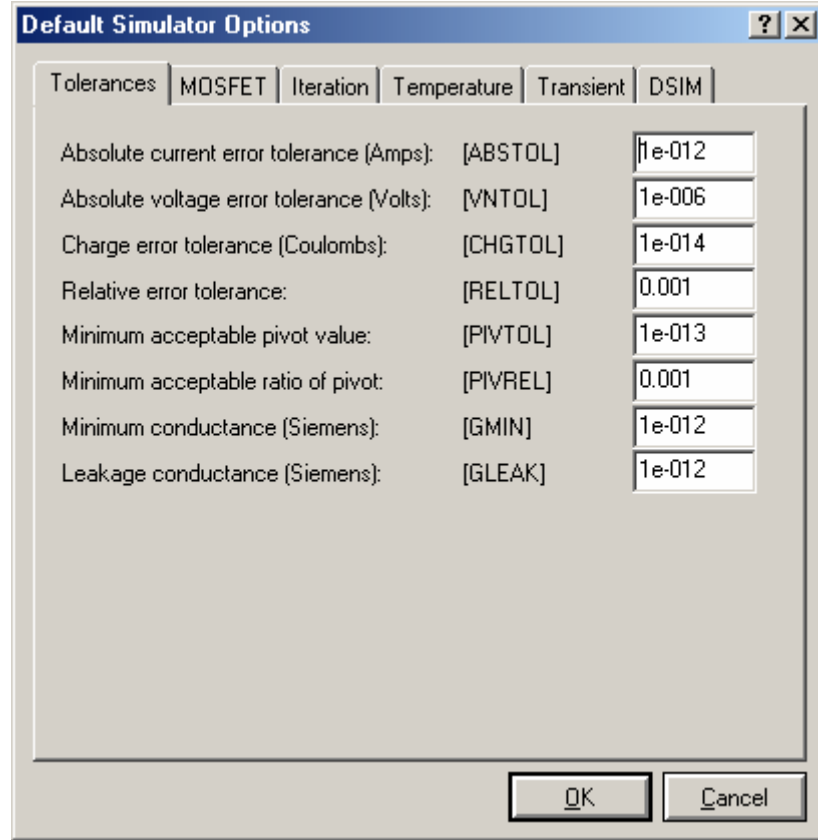 Default Simulator Options ? X
Tolerances MOSFET Iteration Temperature Transient DSIM
Absolute current error tolerance (Amps): [ABSTOL] 1e-012
Absolute voltage error tolerance (Volts): [VNTOL] 1e-006
Charge error tolerance (Coulombs): [CHGTOL] 1e-014
Relative error tolerance: [RELTOL] 0.001
Minimum acceptable pivot value: [PIVTOL] 1e-013
Minimum acceptable ratio of pivot: [PIVREL] 0.001
Minimum conductance (Siemens): [GMIN] 1e-012
Leakage conductance (Siemens): [GLEAK] 1e-012
OK Cancel